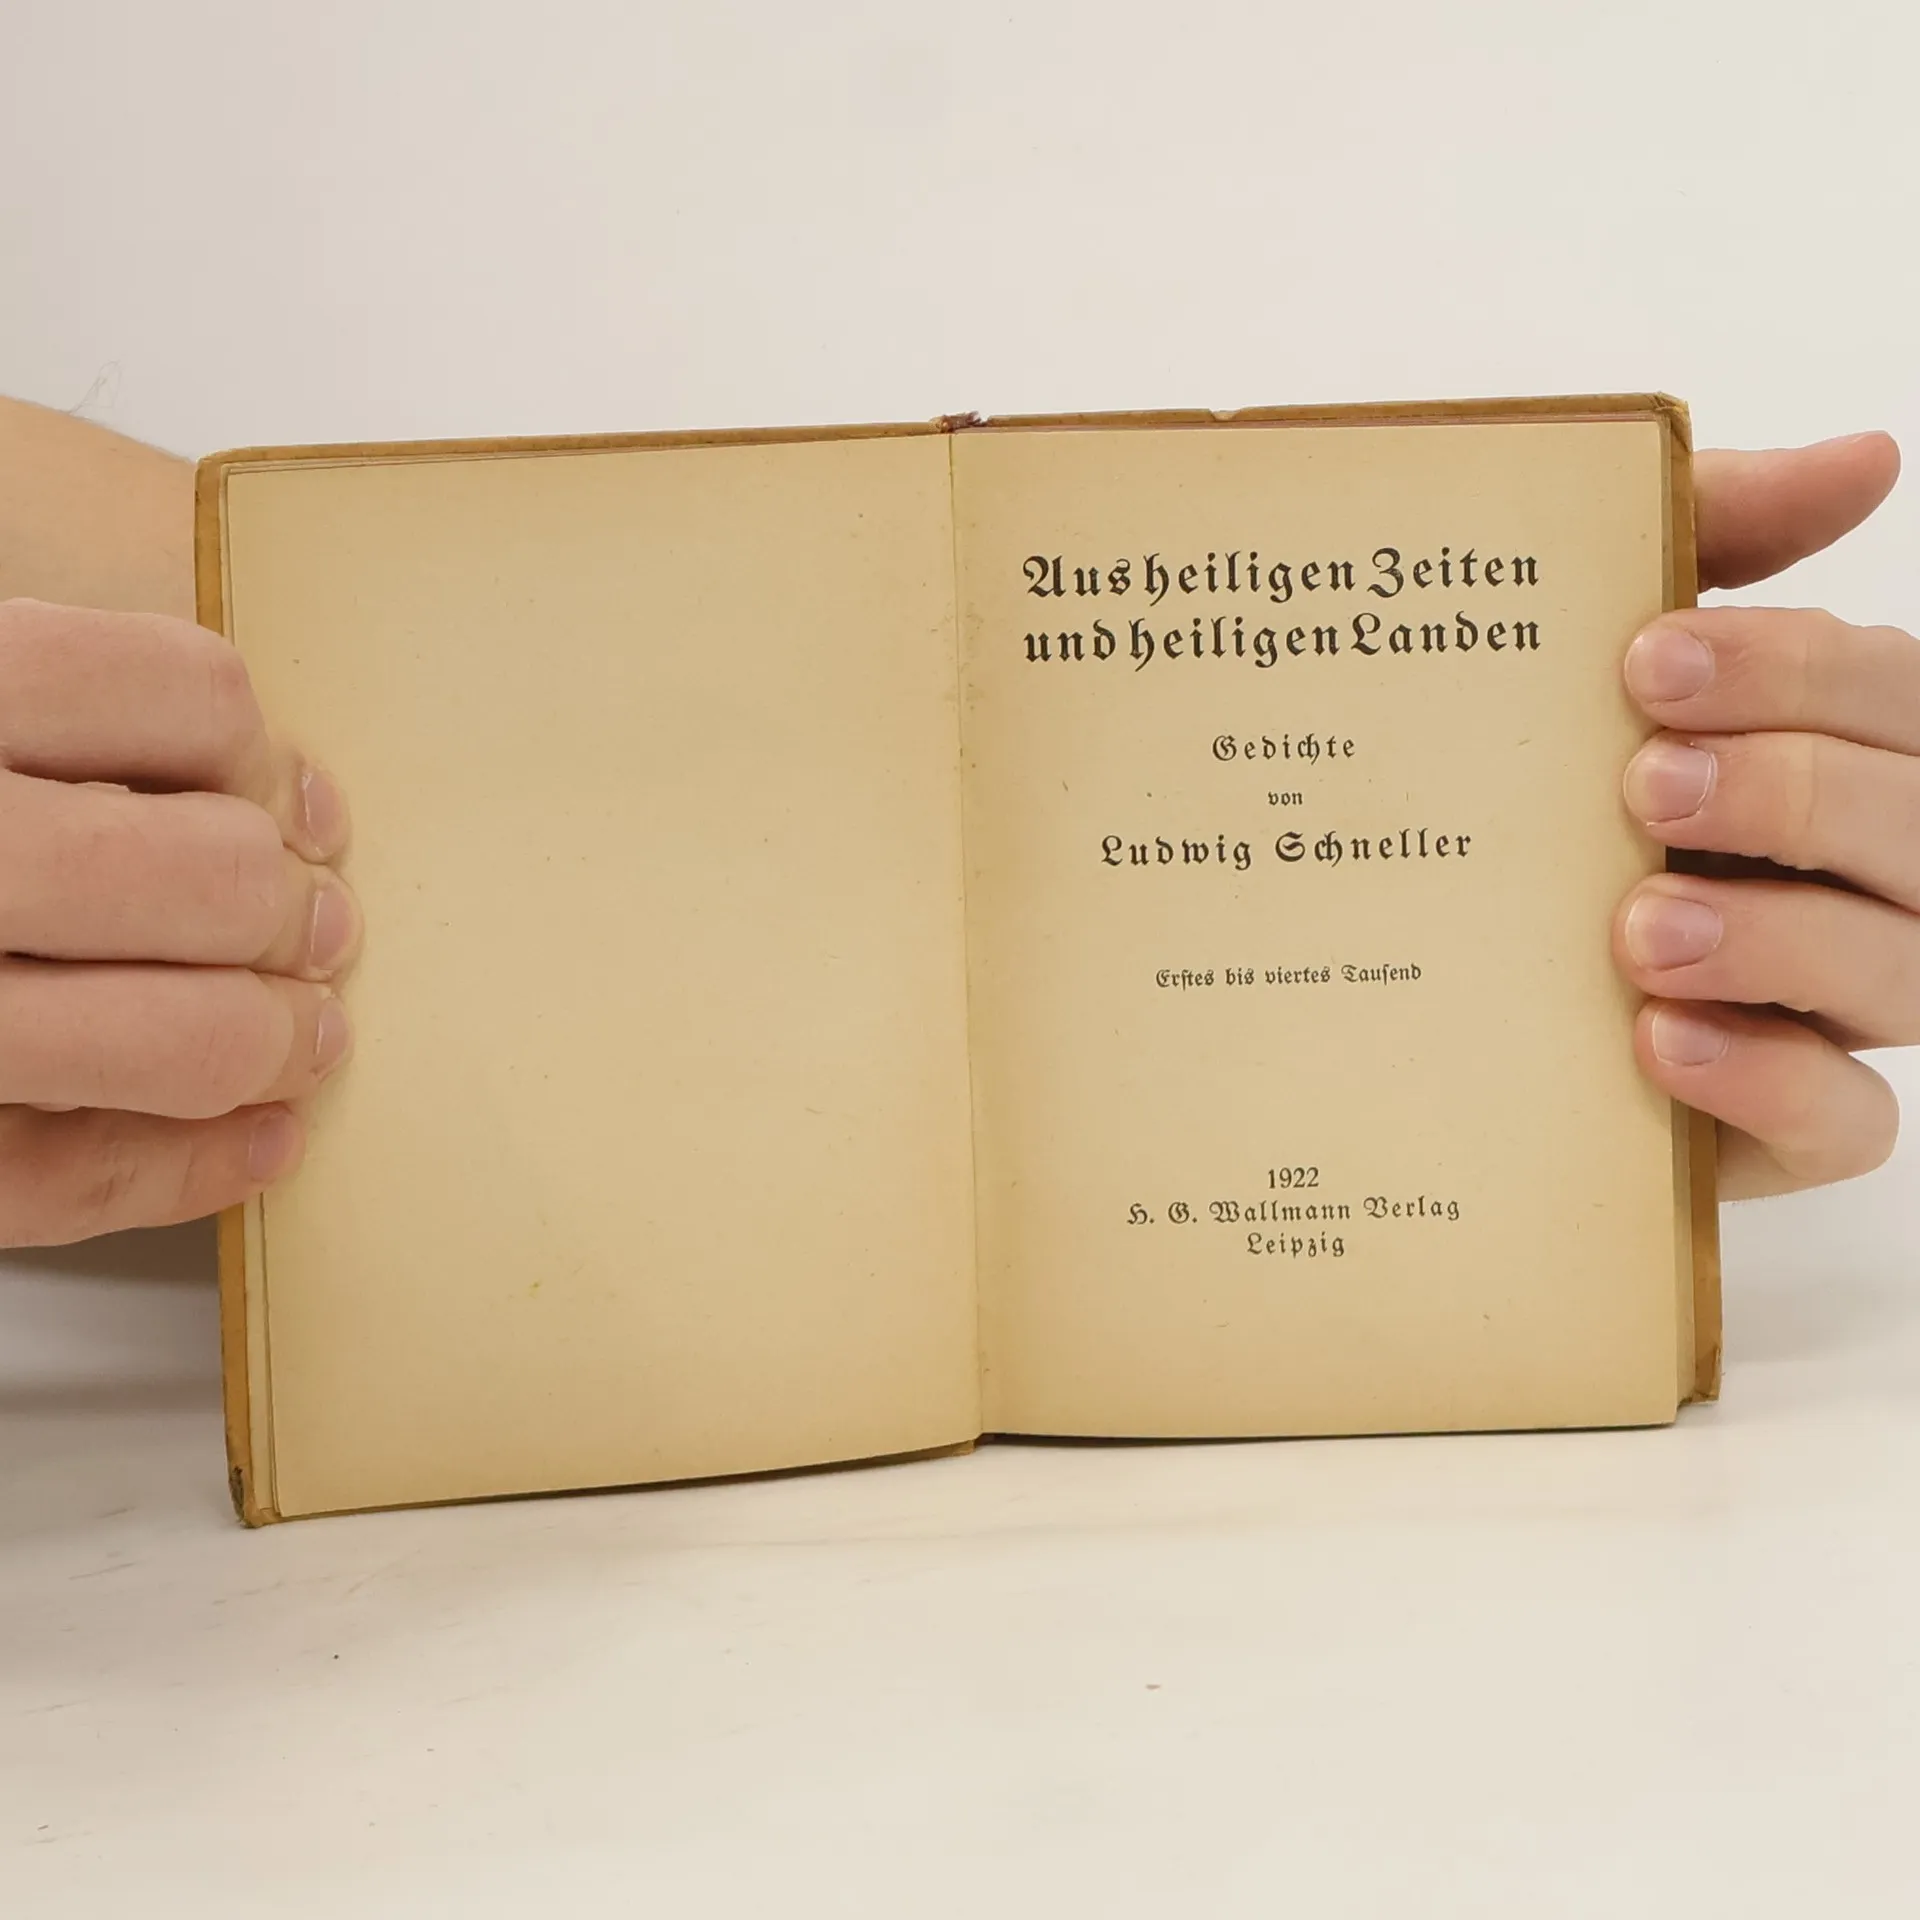 Aus heiligen Zeiten
und heiligen Landen
Gedichte
von
Ludwig Schneller
Erstes bis viertes Tausend
1922
H. G. Wallmann Verlag
Leipzig